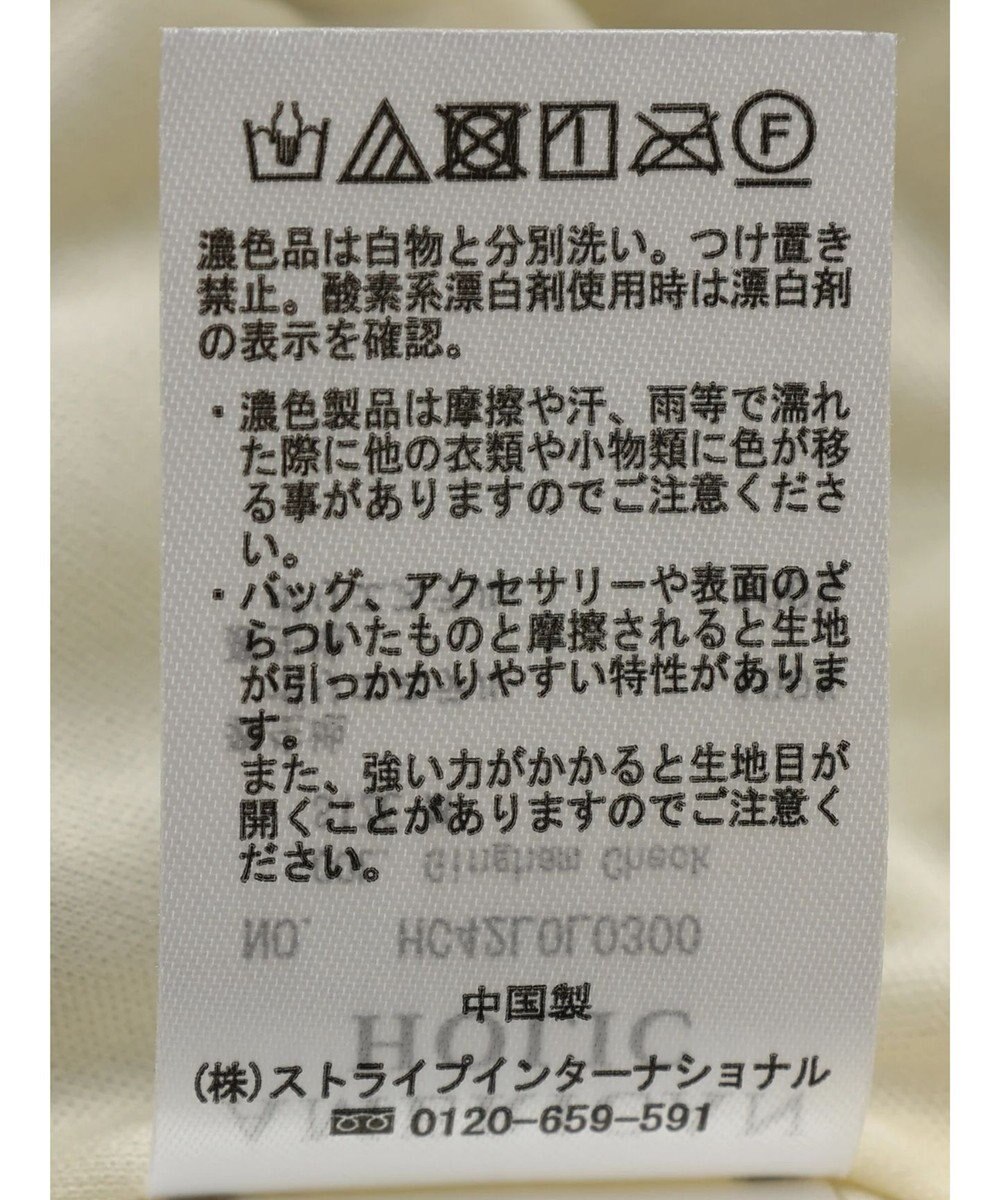 F
濃色品は白物と分別洗い。つけ置き
禁止。酸素系漂白剤使用時は漂白剤
の表示を確認。
・濃色製品は摩擦や汗、雨等で濡れ
た際に他の衣類や小物類に色が移
る事がありますのでご注意くださ
い。
・バッグ、アクセサリーや表面のざ
らついたものと摩擦されると生地
が引っかかりやすい特性がありま
す。
また、強い力がかかると生地目が
開くことがありますのでご注意く
ださい。
Gingham Check
NO. HC42L0L0300
中国製
HOLIC
(株)ストライプインターナショナル
0120-659-591